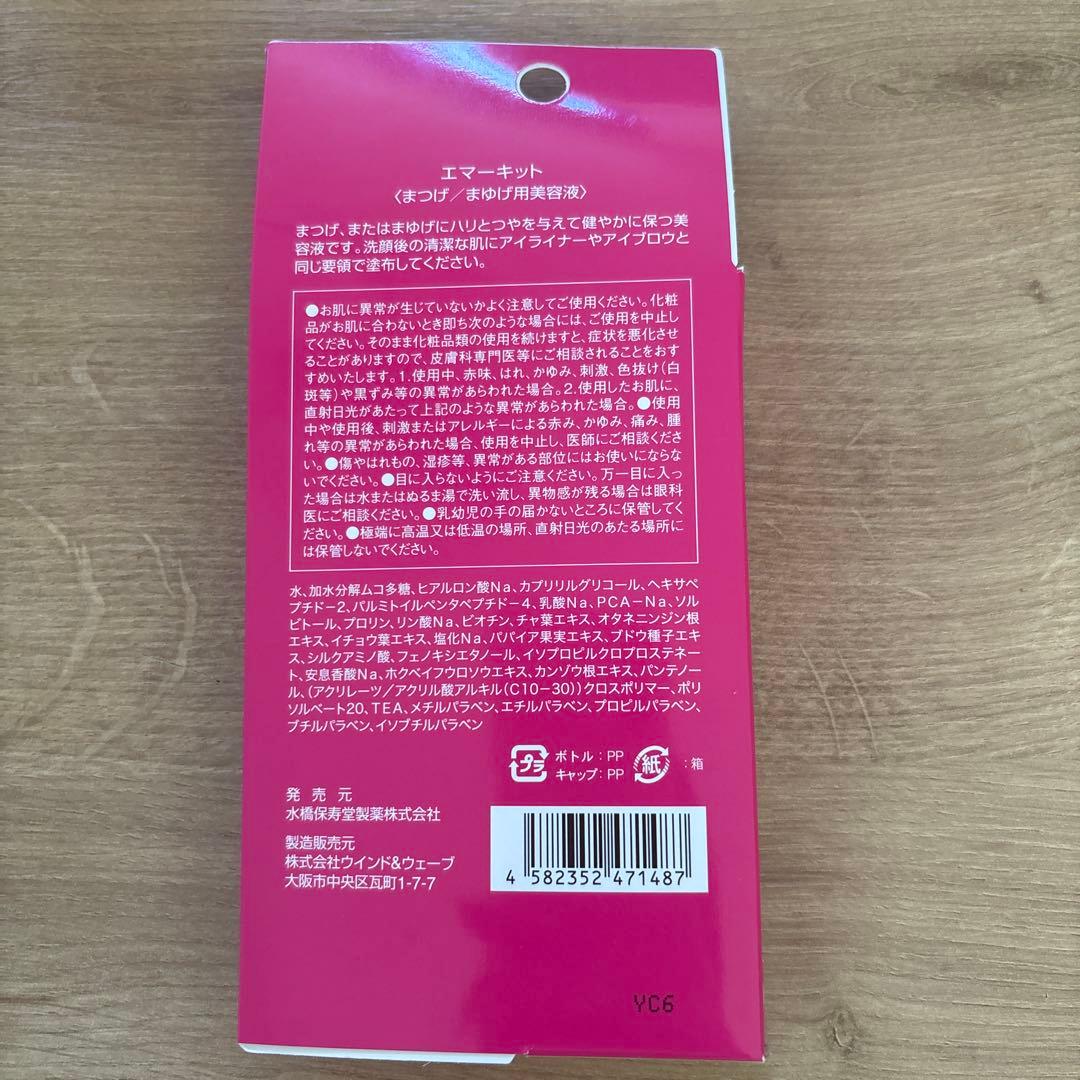 エマーキット
〈まつげ／まゆげ用美容液〉
まつげ、またはまゆげにハリとつやを与えて健やかに保つ美
容液です。洗顔後の清潔な肌にアイライナーやアイブロウと
同じ要領で塗布してください。
●お肌に異常が生じていないかよく注意してご使用ください。化粧
品がお肌に合わないとき即ち次のような場合には、ご使用を中止し
てください。そのまま化粧品類の使用を続けますと、症状を悪化させ
ることがありますので、皮膚科専門医等にご相談されることをおす
すめいたします。1.使用中、赤味、はれ、かゆみ、刺激、色抜け（白
斑等）や黒ずみ等の異常があらわれた場合。2.使用したお肌に、
直射日光があたって上記のような異常があらわれた場合。●使用
中や使用後、刺激またはアレルギーによる赤み、かゆみ、痛み、腫
れ等の異常があらわれた場合、使用を中止し、医師にご相談くださ
い。●傷やはれもの、湿疹等、異常がある部位にはお使いにならな
いでください。●目に入らないようにご注意ください。万一目に入っ
た場合は水またはぬるま湯で洗い流し、異物感が残る場合は眼科
医にご相談ください。●乳幼児の手の届かないところに保管してく
ださい。●極端に高温又は低温の場所、直射日光のあたる場所に
は保管しないでください。
水、加水分解ムコ多糖、ヒアルロン酸Na、カプリリルグリコール、ヘキサペ
プチド－2、パルミトイルペンタペプチド－4、乳酸Na、PCA－Na、ソル
ビトール、プロリン、リン酸Na、ビオチン、チャ葉エキス、オタネニンジン根
エキス、イチョウ葉エキス、塩化Na、パパイア果実エキス、ブドウ種子エキ
ス、シルクアミノ酸、フェノキシエタノール、イソプロピルクロプロステネー
ト、安息香酸Na、ホクベイフウロソウエキス、カンゾウ根エキス、パンテノー
ル、（アクリレーツ／アクリル酸アルキル（C10－30））クロスポリマー、ポリ
ソルベート20、TEA、メチルパラベン、エチルパラベン、プロピルパラベン、
ブチルパラベン、イソブチルパラベン
プラ ボトル：PP
キャップ：PP
紙 ：箱
発売元
水橋保寿堂製薬株式会社
製造販売元
株式会社ウインド&ウェーブ
大阪市中央区瓦町1-7-7
4 582352 471487
YC6